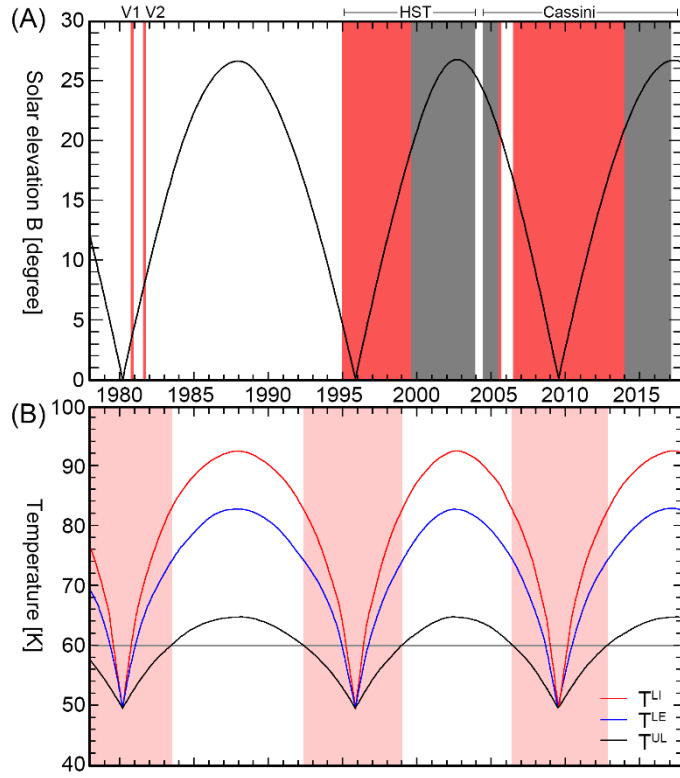 (A)
V1 V2
HST
Cassini
Solar elevation B [degree]
30
25
20
15
10
5
0
1980 1985 1990 1995 2000 2005 2010 2015
(B)
Temperature [K]
100
90
80
70
60
50
40
T^LI
T^LE
T^UL